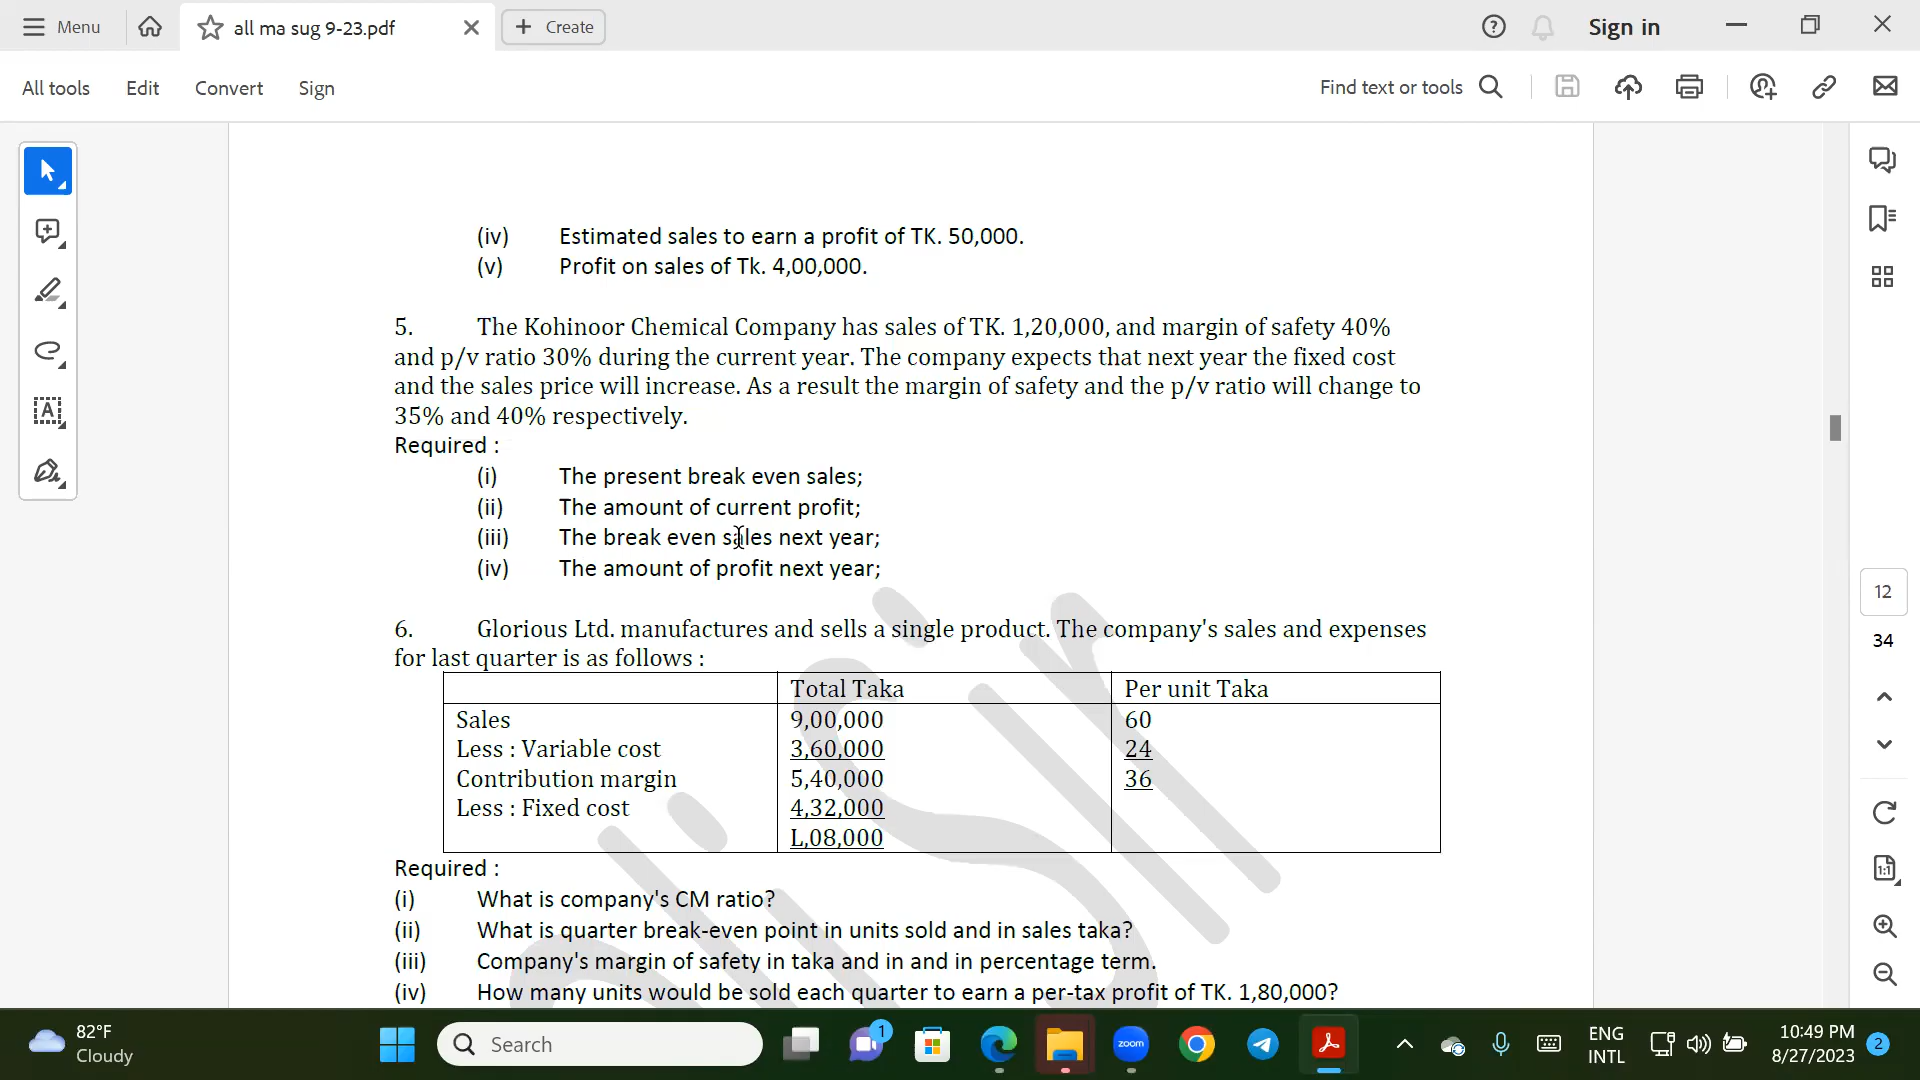 Menu
all ma sug 9-23.pdf
Create
Sign in
All tools
Edit
Convert
Sign
Find text or tools
(iv) Estimated sales to earn a profit of TK. 50,000.
(v) Profit on sales of Tk. 4,00,000.
5. The Kohinoor Chemical Company has sales of TK. 1,20,000, and margin of safety 40%
and p/v ratio 30% during the current year. The company expects that next year the fixed cost
and the sales price will increase. As a result the margin of safety and the p/v ratio will change to
35% and 40% respectively.
Required :
(i) The present break even sales;
(ii) The amount of current profit;
(iii) The break even sales next year;
(iv) The amount of profit next year;
6. Glorious Ltd. manufactures and sells a single product. The company's sales and expenses
for last quarter is as follows :
Total Taka Per unit Taka
Sales 9,00,000 60
Less : Variable cost 3,60,000 24
Contribution margin 5,40,000 36
Less : Fixed cost 4,32,000
L,08,000
Required :
(i) What is company's CM ratio?
(ii) What is quarter break-even point in units sold and in sales taka?
(iii) Company's margin of safety in taka and in and in percentage term.
(iv) How many units would be sold each quarter to earn a per-tax profit of TK. 1,80,000?
12
34
1:1
82°F
Cloudy
Search
1
zoom
ENG
INTL
10:49 PM
8/27/2023
2